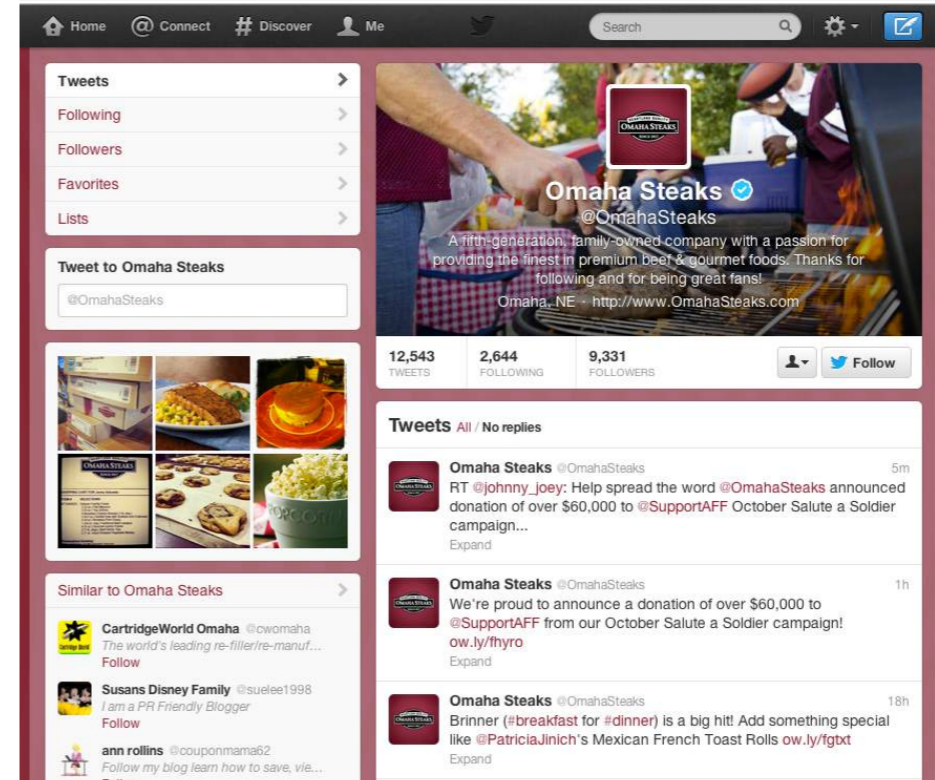 Home @ Connect # Discover Me Search
Tweets
Following
Followers
Favorites
Lists
Tweet to Omaha Steaks
@OmahaSteaks
OMAHA STEAKS
POPCORN
Similar to Omaha Steaks
CartridgeWorld Omaha @cwomaha
The world's leading re-filler/re-manuf...
Follow
Susans Disney Family @suelee1998
I am a PR Friendly Blogger
Follow
ann rollins @couponmama62
Follow my blog learn how to save, vie...
OMAHA STEAKS
Omaha Steaks
@OmahaSteaks
A fifth-generation, family-owned company with a passion for
providing the finest in premium beef & gourmet foods. Thanks for
following and for being great fans!
Omaha, NE · http://www.OmahaSteaks.com
12,543 2,644 9,331
TWEETS FOLLOWING FOLLOWERS
Follow
Tweets All / No replies
Omaha Steaks @OmahaSteaks 5m
RT @johnny_joey: Help spread the word @OmahaSteaks announced
donation of over $60,000 to @SupportAFF October Salute a Soldier
campaign...
Expand
Omaha Steaks @OmahaSteaks 1h
We're proud to announce a donation of over $60,000 to
@SupportAFF from our October Salute a Soldier campaign!
ow.ly/fhyro
Expand
Omaha Steaks @OmahaSteaks 18h
Brinner (#breakfast for #dinner) is a big hit! Add something special
like @PatriciaJinich's Mexican French Toast Rolls ow.ly/fgtxt
Expand